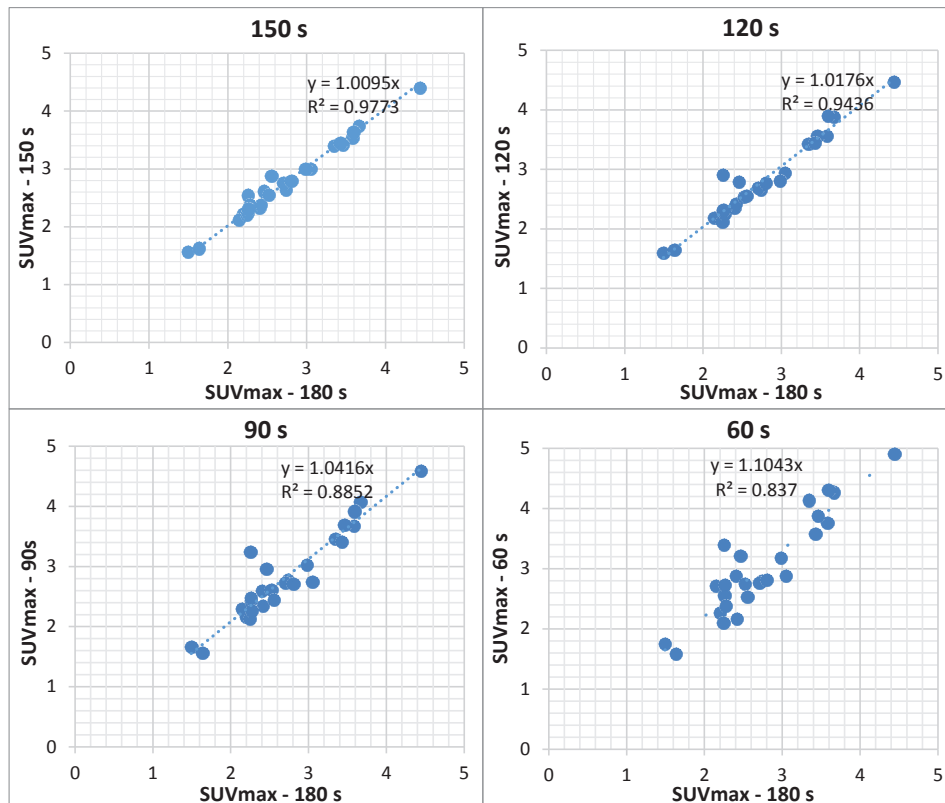 150 s
y = 1.0095x
R² = 0.9773
SUVmax - 150 s
5
4
3
2
1
0
0 1 2 3 4 5
SUVmax - 180 s
120 s
y = 1.0176x
R² = 0.9436
SUVmax - 120 s
5
4
3
2
1
0
0 1 2 3 4 5
SUVmax - 180 s
90 s
y = 1.0416x
R² = 0.8852
SUVmax - 90s
5
4
3
2
1
0
0 1 2 3 4 5
SUVmax - 180 s
60 s
y = 1.1043x
R² = 0.837
SUVmax - 60 s
5
4
3
2
1
0
0 1 2 3 4 5
SUVmax - 180 s